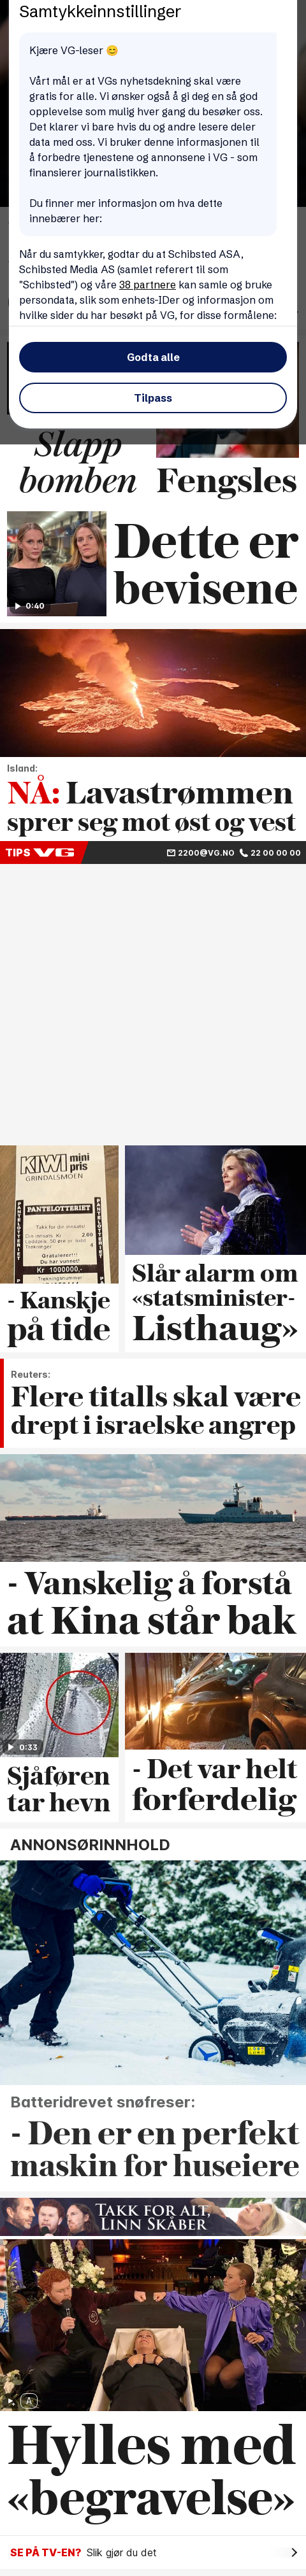 Samtykkeinnstillinger
Kjære VG-leser 😊
Vårt mål er at VGs nyhetsdekning skal være
gratis for alle. Vi ønsker også å gi deg en så god
opplevelse som mulig hver gang du besøker oss.
Det klarer vi bare hvis du og andre lesere deler
data med oss. Vi bruker denne informasjonen til
å forbedre tjenestene og annonsene i VG - som
finansierer journalistikken.
Du finner mer informasjon om hva dette
innebærer her:
Når du samtykker, godtar du at Schibsted ASA,
Schibsted Media AS (samlet referert til som
"Schibsted") og våre 38 partnere kan samle og bruke
persondata, slik som enhets-IDer og informasjon om
hvilke sider du har besøkt på VG, for disse formålene:
Godta alle
Tilpass
Slapp
bomben
Fengsles
0:40
Dette er
bevisene
Island:
NÅ: Lavastrømmen
sprer seg mot øst og vest
TIPS VG
2200@VG.NO
22 00 00 00
KIWI mini
pris
GRINDALSMOEN
PANTELOTTERIET
Kr 1000000,-
- Kanskje
på tide
Slår alarm om
«statsminister-
Listhaug»
Reuters:
Flere titalls skal være
drept i israelske angrep
- Vanskelig å forstå
at Kina står bak
0:33
Sjåføren
tar hevn
- Det var helt
forferdelig
ANNONSØRINNHOLD
Batteridrevet snøfreser:
- Den er en perfekt
maskin for huseiere
TAKK FOR ALT,
LINN SKÅBER
A
Hylles med
«begravelse»
SE PÅ TV-EN? Slik gjør du det